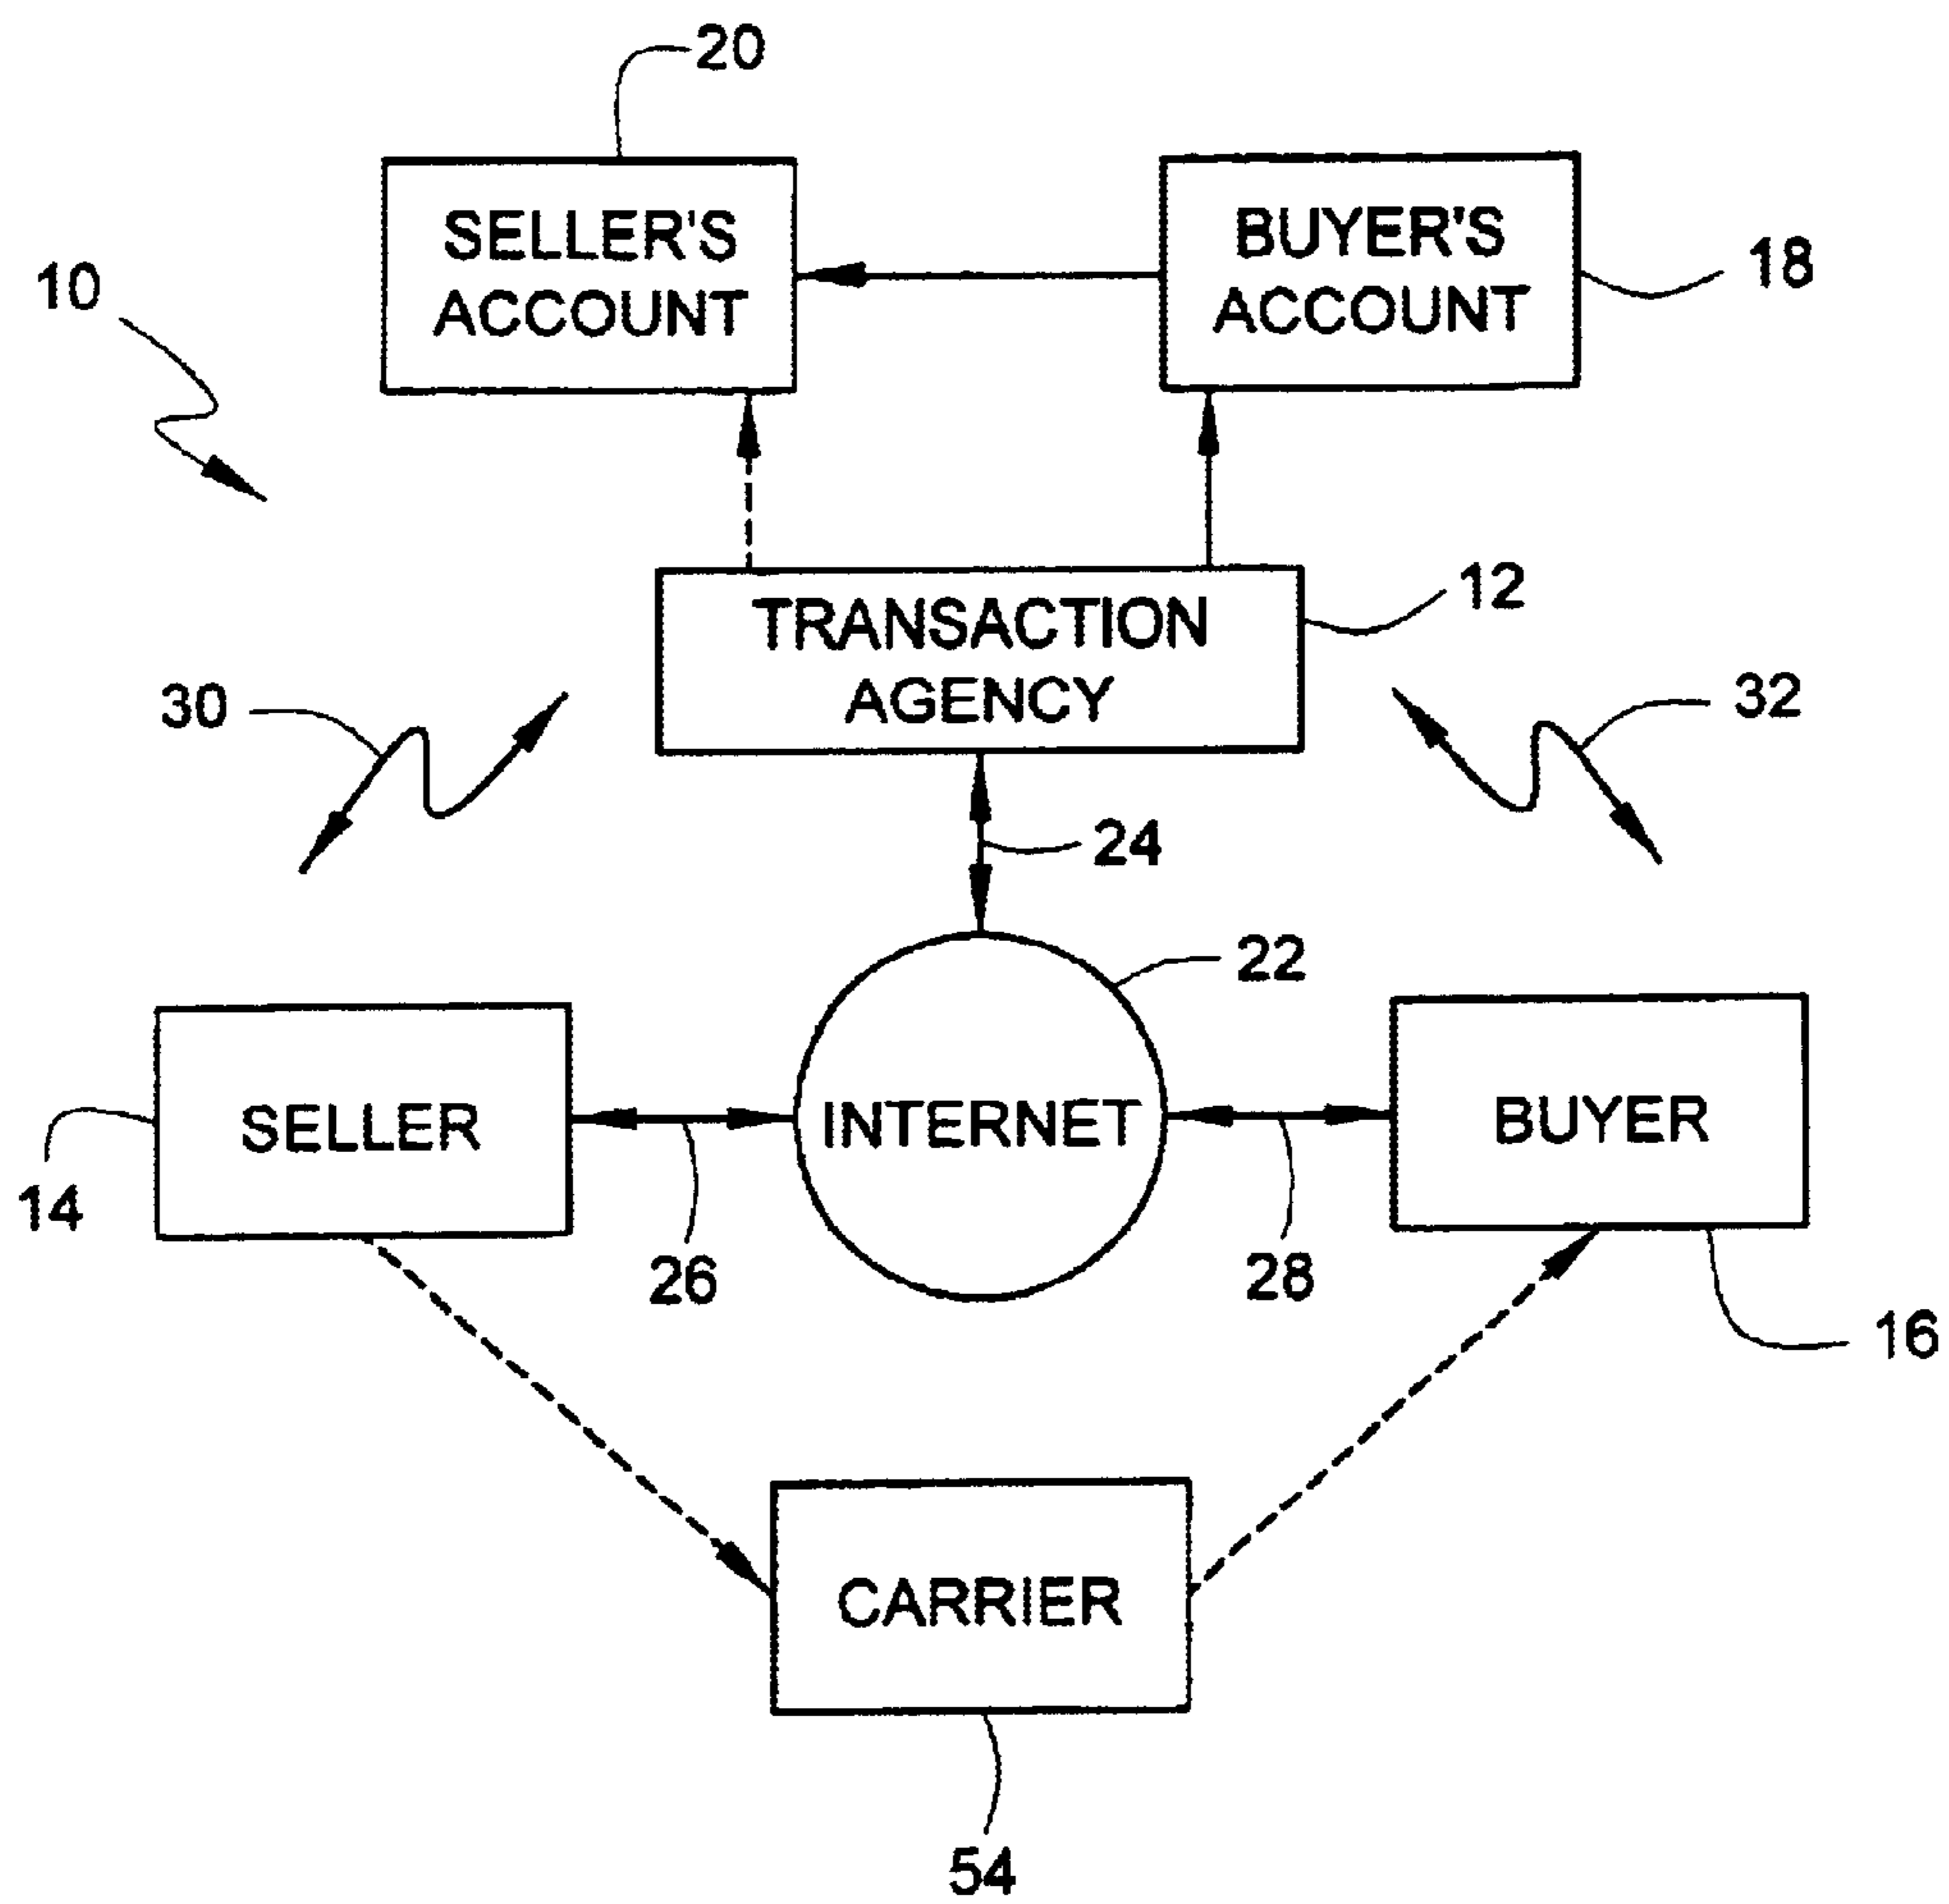 20
SELLER'S
ACCOUNT
BUYER'S
ACCOUNT
18
10
TRANSACTION
AGENCY
12
30
32
24
22
SELLER
INTERNET
BUYER
14
26
28
16
CARRIER
54